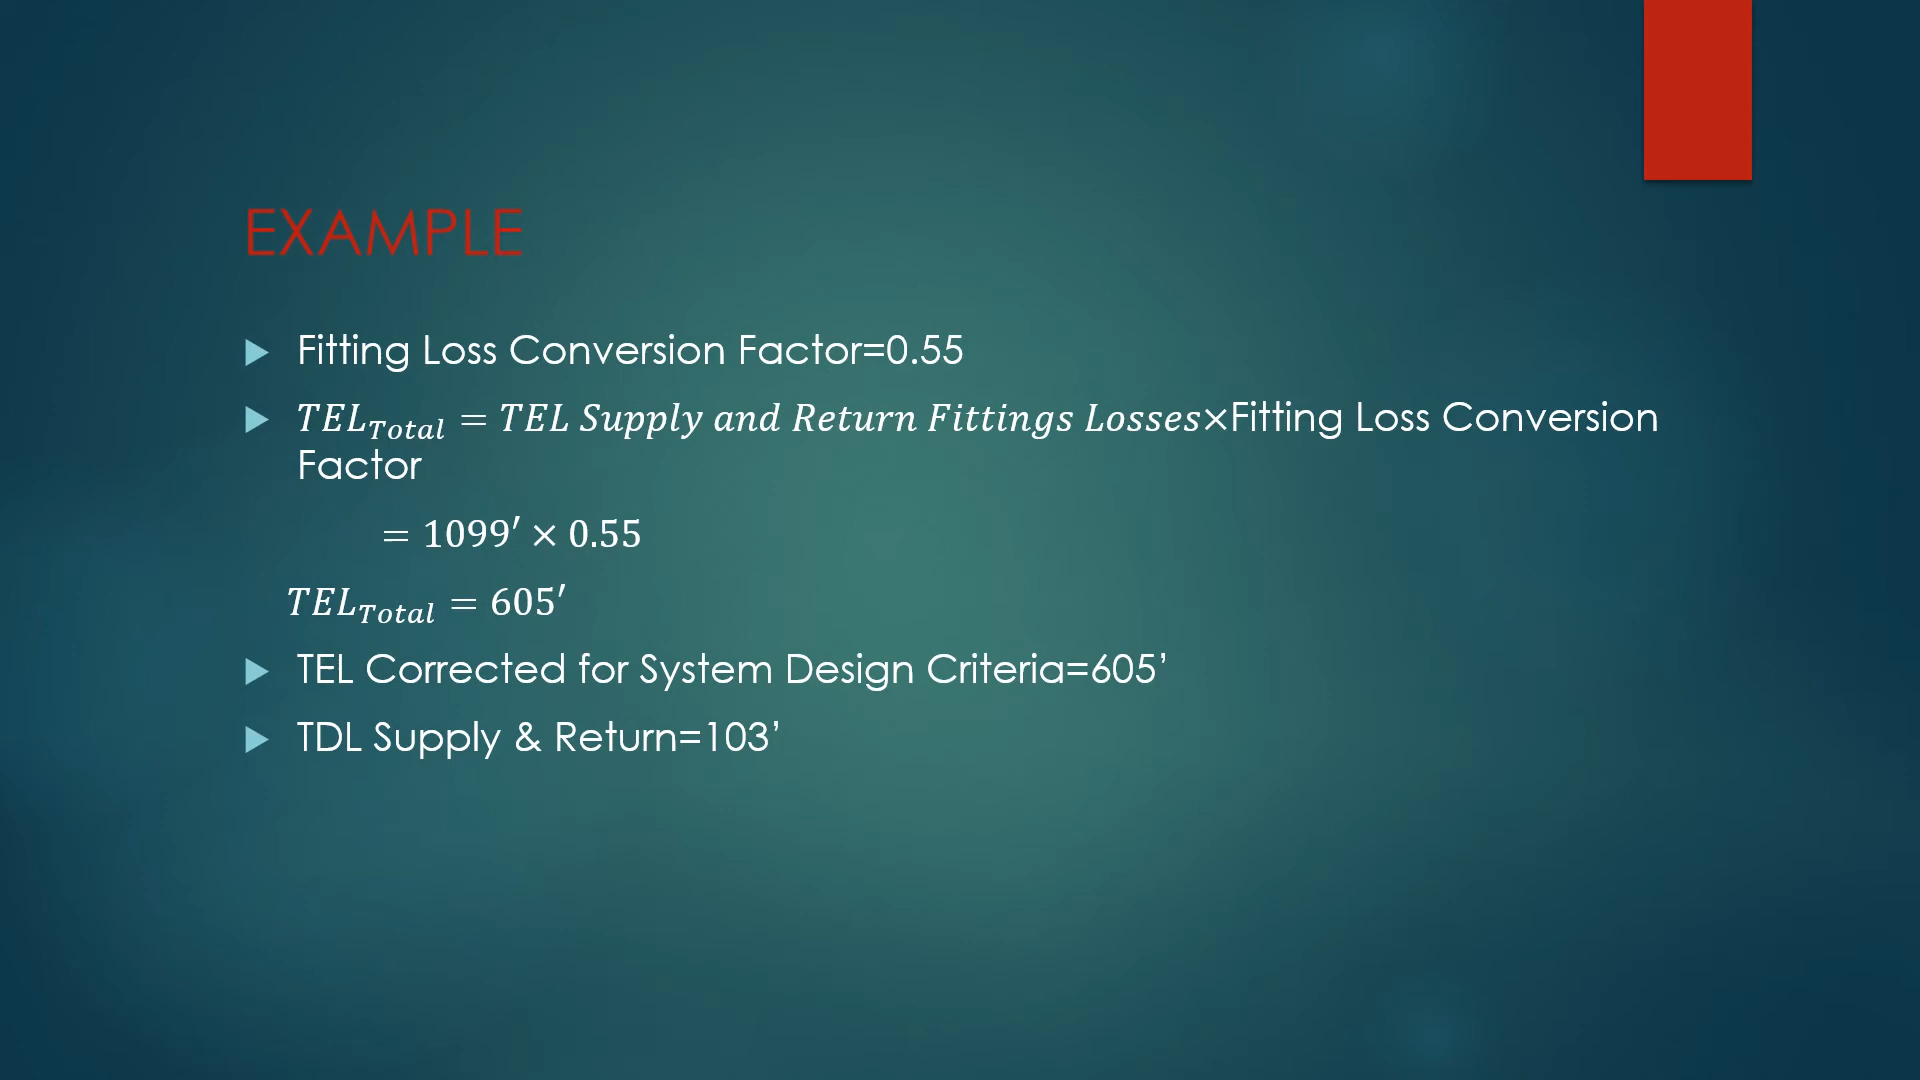 EXAMPLE
Fitting Loss Conversion Factor=0.55
TEL_Total = TEL Supply and Return Fittings Losses×Fitting Loss Conversion
Factor
= 1099′ × 0.55
TEL_Total = 605′
TEL Corrected for System Design Criteria=605’
TDL Supply & Return=103’